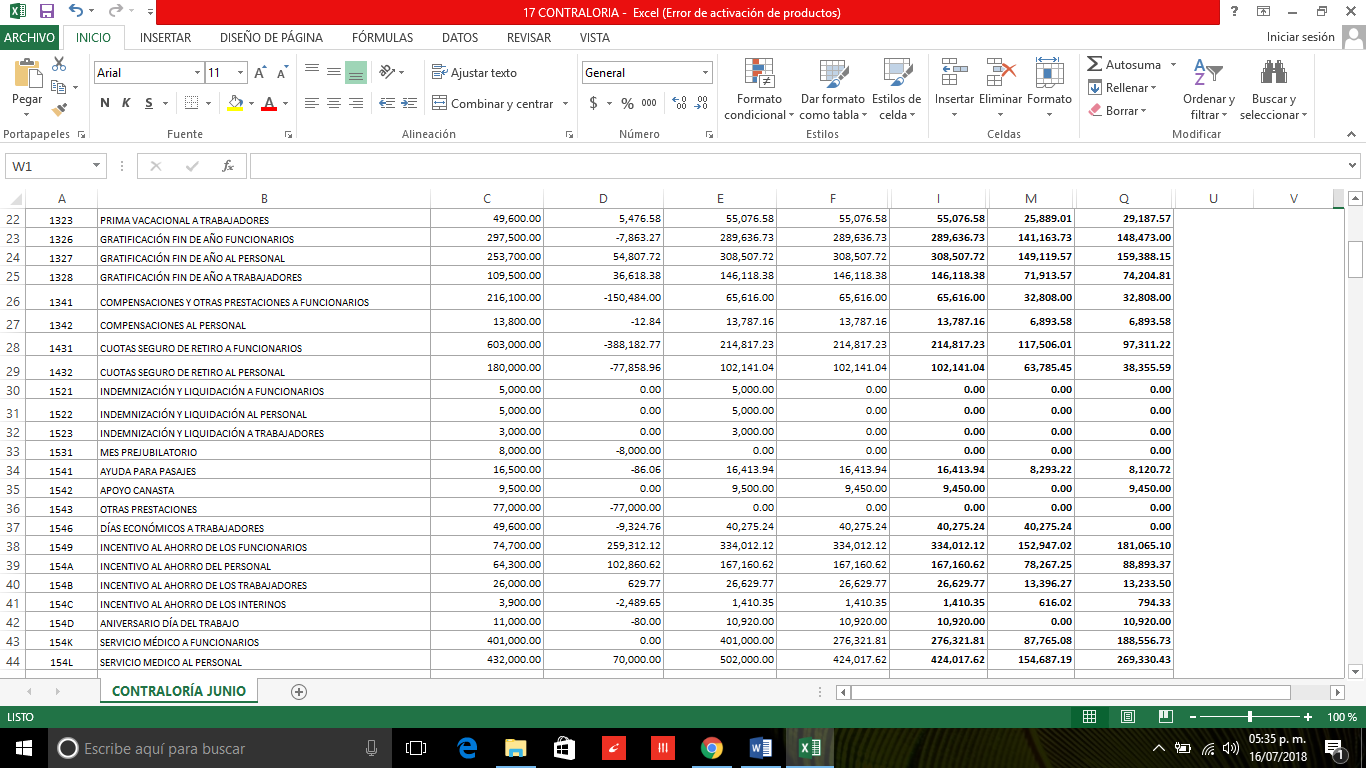 17 CONTRALORIA - Excel (Error de activación de productos)
ARCHIVO INICIO INSERTAR DISEÑO DE PÁGINA FÓRMULAS DATOS REVISAR VISTA Iniciar sesión
Pegar
Portapapeles
Arial 11
N K S
Fuente
Ajustar texto
Combinar y centrar
Alineación
General
$ % 000
Número
Formato condicional
Dar formato como tabla
Estilos de celda
Estilos
Insertar Eliminar Formato
Celdas
Autosuma
Rellenar
Borrar
Ordenar y filtrar
Buscar y seleccionar
Modificar
W1
fx
A B C D E F I M Q U V
22 1323 PRIMA VACACIONAL A TRABAJADORES 49,600.00 5,476.58 55,076.58 55,076.58 55,076.58 25,889.01 29,187.57
23 1326 GRATIFICACIÓN FIN DE AÑO FUNCIONARIOS 297,500.00 -7,863.27 289,636.73 289,636.73 289,636.73 141,163.73 148,473.00
24 1327 GRATIFICACIÓN FIN DE AÑO AL PERSONAL 253,700.00 54,807.72 308,507.72 308,507.72 308,507.72 149,119.57 159,388.15
25 1328 GRATIFICACIÓN FIN DE AÑO A TRABAJADORES 109,500.00 36,618.38 146,118.38 146,118.38 146,118.38 71,913.57 74,204.81
26 1341 COMPENSACIONES Y OTRAS PRESTACIONES A FUNCIONARIOS 216,100.00 -150,484.00 65,616.00 65,616.00 65,616.00 32,808.00 32,808.00
27 1342 COMPENSACIONES AL PERSONAL 13,800.00 -12.84 13,787.16 13,787.16 13,787.16 6,893.58 6,893.58
28 1431 CUOTAS SEGURO DE RETIRO A FUNCIONARIOS 603,000.00 -388,182.77 214,817.23 214,817.23 214,817.23 117,506.01 97,311.22
29 1432 CUOTAS SEGURO DE RETIRO AL PERSONAL 180,000.00 -77,858.96 102,141.04 102,141.04 102,141.04 63,785.45 38,355.59
30 1521 INDEMNIZACIÓN Y LIQUIDACIÓN A FUNCIONARIOS 5,000.00 0.00 5,000.00 0.00 0.00 0.00 0.00
31 1522 INDEMNIZACIÓN Y LIQUIDACIÓN AL PERSONAL 5,000.00 0.00 5,000.00 0.00 0.00 0.00 0.00
32 1523 INDEMNIZACIÓN Y LIQUIDACIÓN A TRABAJADORES 3,000.00 0.00 3,000.00 0.00 0.00 0.00 0.00
33 1531 MES PREJUBILATORIO 8,000.00 -8,000.00 0.00 0.00 0.00 0.00 0.00
34 1541 AYUDA PARA PASAJES 16,500.00 -86.06 16,413.94 16,413.94 16,413.94 8,293.22 8,120.72
35 1542 APOYO CANASTA 9,500.00 0.00 9,500.00 9,450.00 9,450.00 0.00 9,450.00
36 1543 OTRAS PRESTACIONES 77,000.00 -77,000.00 0.00 0.00 0.00 0.00 0.00
37 1546 DÍAS ECONÓMICOS A TRABAJADORES 49,600.00 -9,324.76 40,275.24 40,275.24 40,275.24 40,275.24 0.00
38 1549 INCENTIVO AL AHORRO DE LOS FUNCIONARIOS 74,700.00 259,312.12 334,012.12 334,012.12 334,012.12 152,947.02 181,065.10
39 154A INCENTIVO AL AHORRO DEL PERSONAL 64,300.00 102,860.62 167,160.62 167,160.62 167,160.62 78,267.25 88,893.37
40 154B INCENTIVO AL AHORRO DE LOS TRABAJADORES 26,000.00 629.77 26,629.77 26,629.77 26,629.77 13,396.27 13,233.50
41 154C INCENTIVO AL AHORRO DE LOS INTERINOS 3,900.00 -2,489.65 1,410.35 1,410.35 1,410.35 616.02 794.33
42 154D ANIVERSARIO DÍA DEL TRABAJO 11,000.00 -80.00 10,920.00 10,920.00 10,920.00 0.00 10,920.00
43 154K SERVICIO MÉDICO A FUNCIONARIOS 401,000.00 0.00 401,000.00 276,321.81 276,321.81 87,765.08 188,556.73
44 154L SERVICIO MEDICO AL PERSONAL 432,000.00 70,000.00 502,000.00 424,017.62 424,017.62 154,687.19 269,330.43
CONTRALORÍA JUNIO
LISTO 100 %
Escribe aquí para buscar
05:35 p. m.
16/07/2018
1